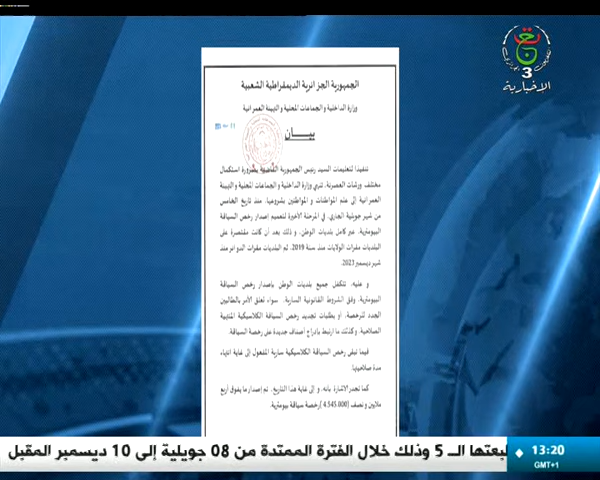 3
الإخبارية
الجمهورية الجزائرية الديمقراطية الشعبية
وزارة الداخلية و الجماعات المحلية و التهيئة العمرانية
بيـــان
تنفيذا لتعليمات السيد رئيس الجمهورية القاضية بضرورة استكمال
مختلف ورشات العصرنة، تنهي وزارة الداخلية و الجماعات المحلية و التهيئة
العمرانية إلى علم المواطنات و المواطنين بشروعها، منذ تاريخ الخامس
من شهر جويلية الجاري، في المرحلة الأخيرة لتعميم إصدار رخص السياقة
البيومترية، عبر كامل بلديات الوطن، و ذلك بعد أن كانت مقتصرة على
البلديات مقرات الولايات منذ سنة 2019، ثم البلديات مقرات الدوائر منذ
شهر ديسمبر 2023.
و عليه، تتكفل جميع بلديات الوطن بإصدار رخص السياقة
البيومترية، وفق الشروط القانونية السارية، سواء تعلق الأمر بالطالبين
الجدد للرخصة، أو بطلبات تجديد رخص السياقة الكلاسيكية المنتهية
الصلاحية، وكذلك ما ارتبط بإدراج أصناف جديدة على رخصة السياقة.
فيما تبقى رخص السياقة الكلاسيكية سارية المفعول إلى غاية انتهاء
مدة صلاحيتها.
كما تجدر الإشارة بأنه، و إلى غاية هذا التاريخ، تم إصدار ما يفوق أربع
ملايين و نصف (4.545.000) رخصة سياقة بيومترية.
بعتها الــ 5 وذلك خلال الفترة الممتدة من 08 جويلية إلى 10 ديسمبر المقبل
13:20
GMT+1